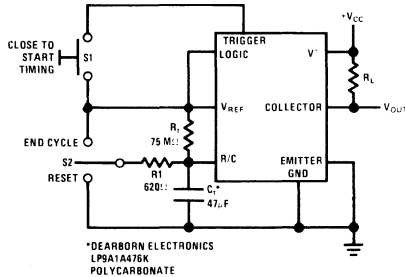 CLOSE TO
START
TIMING
S1
TRIGGER
LOGIC
V+
+VCC
RL
VREF
COLLECTOR
VOUT
Rt
75 MΩ
END CYCLE
S2
RESET
R1
620Ω
R/C
EMITTER
GND
CT*
47μF
*DEARBORN ELECTRONICS
LP9A1A476K
POLYCARBONATE